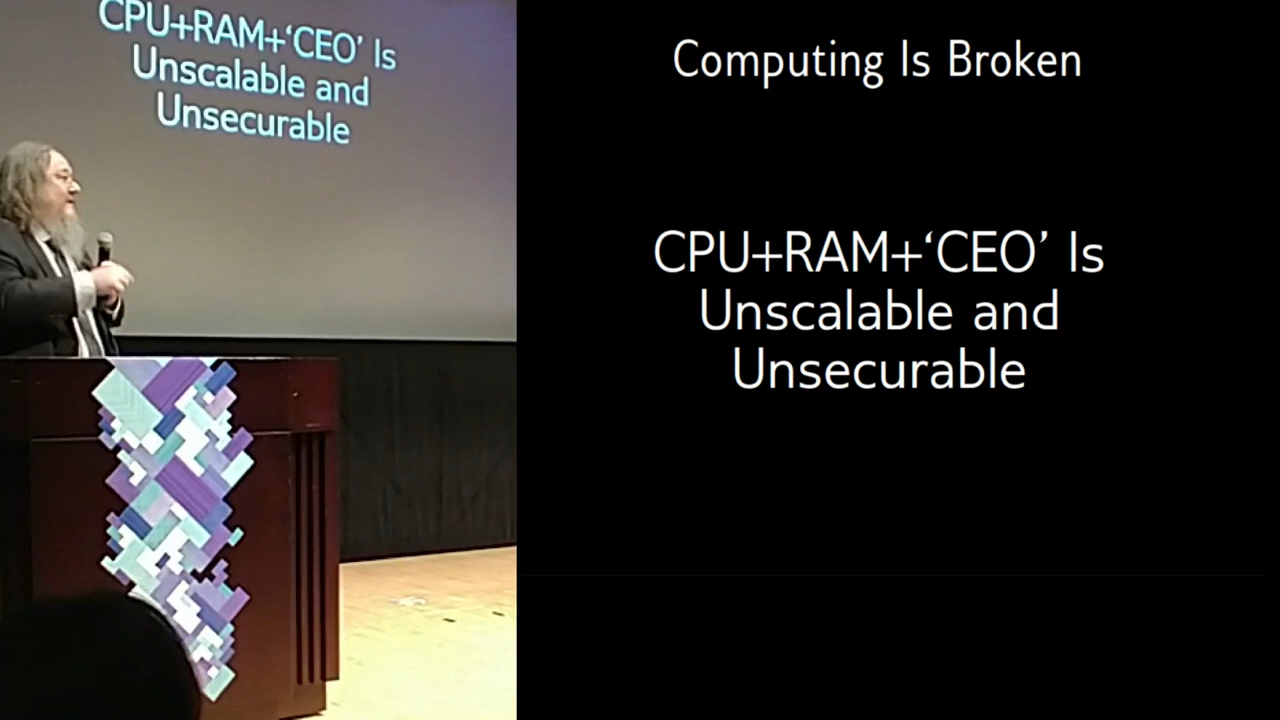 CPU+RAM+‘CEO’ Is
Unscalable and
Unsecurable
Computing Is Broken
CPU+RAM+‘CEO’ Is
Unscalable and
Unsecurable